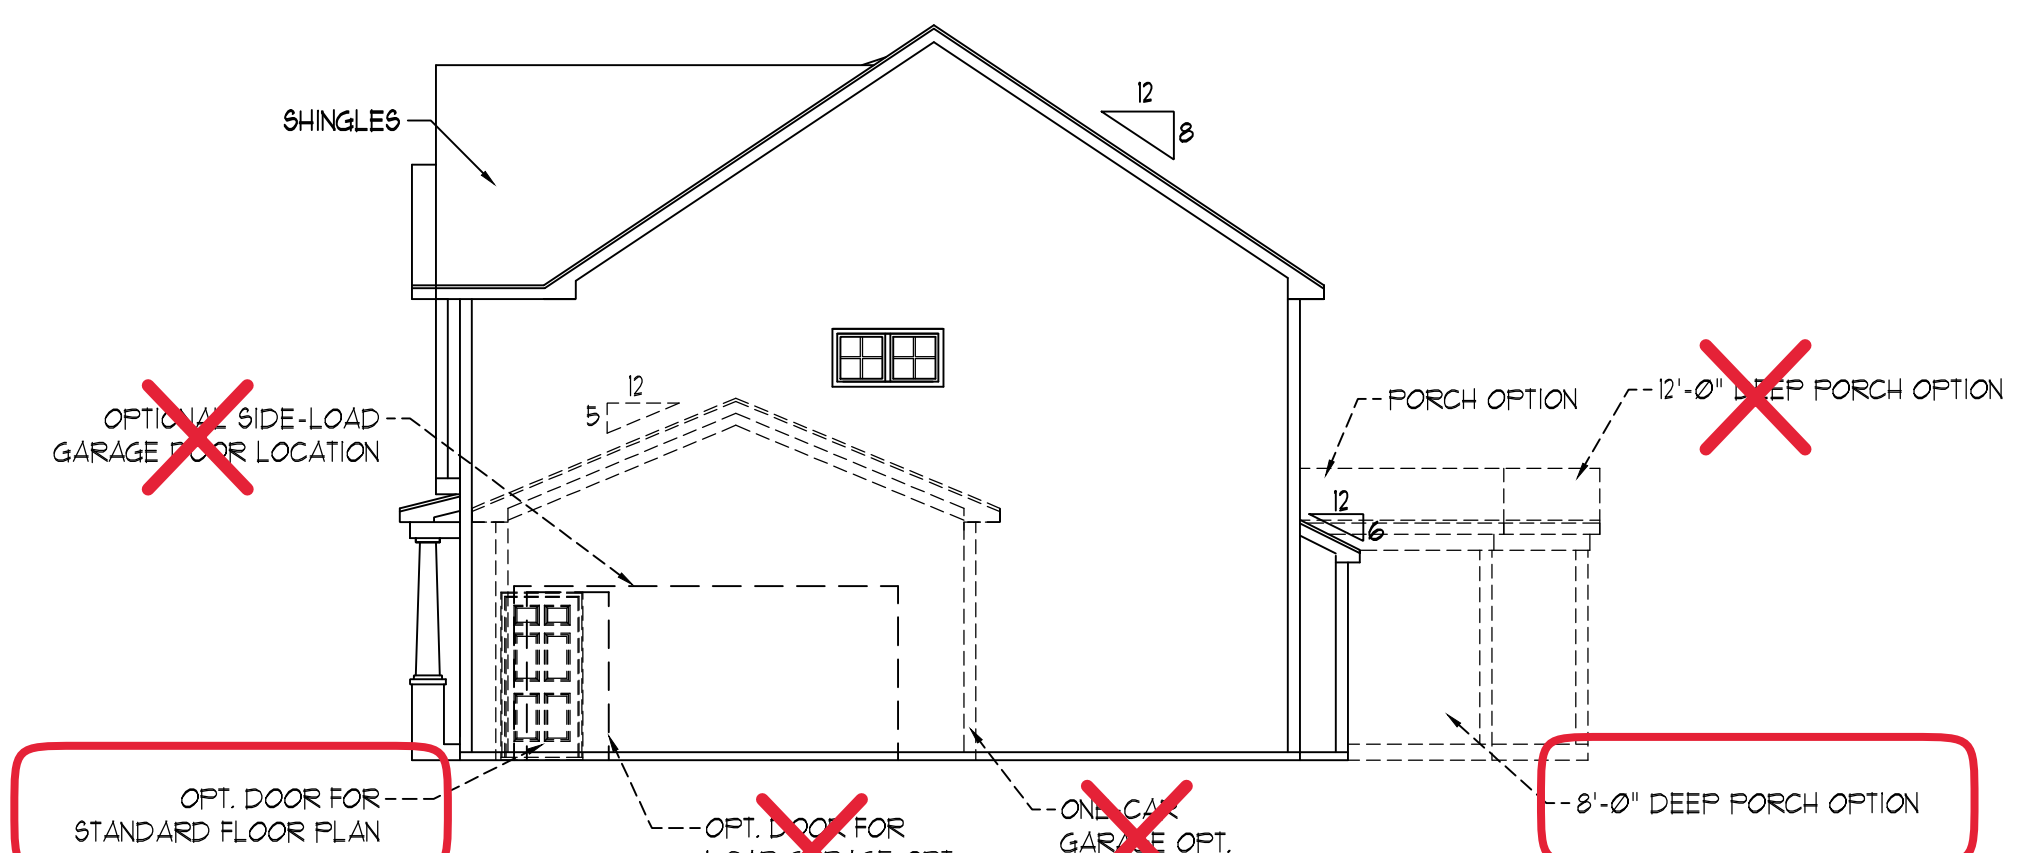 12
8
SHINGLES
12
5
PORCH OPTION
12'-0" DEEP PORCH OPTION
OPTIONAL SIDE-LOAD
GARAGE DOOR LOCATION
12
6
OPT. DOOR FOR
STANDARD FLOOR PLAN
8'-0" DEEP PORCH OPTION
OPT. DOOR FOR
ONE-CAR
GARAGE OPT.